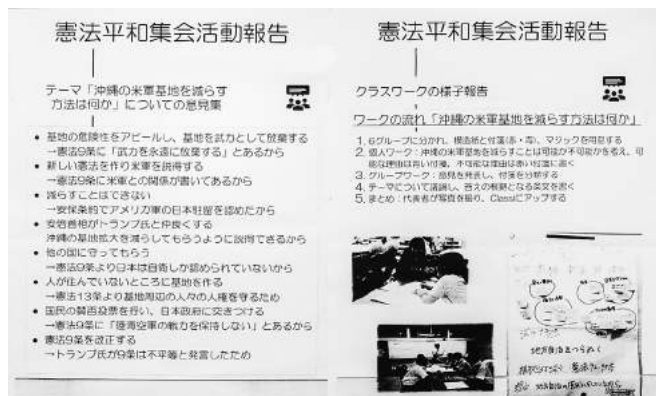 憲法平和集会活動報告
テーマ「沖縄の米軍基地を減らす
方法は何か」についての意見集
● 基地の危険性をアピールし、基地を武力として放棄する
→憲法9条に「武力を永遠に放棄する」とあるから
● 新しい憲法を作り米軍を説得する
→憲法9条に米軍との関係が書いてあるから
● 減らすことはできない
→安保条約でアメリカ軍の日本駐留を認めたから
● 安倍首相がトランプ氏と仲良くする
沖縄の基地拡大を減らしてもらうように説得できるから
● 他の国に守ってもらう
→憲法9条より日本は自衛しか認められていないから
● 人が住んでいないところに基地を作る
→憲法13条より基地周辺の人々の人権を守るため
● 国民の賛否投票を行い、日本政府に突きつける
→憲法9条に「陸海空軍の戦力を保持しない」とあるから
● 憲法9条を改正する
→トランプ氏が9条は不平等と発言したため
憲法平和集会活動報告
クラスワークの様子報告
ワークの流れ「沖縄の米軍基地を減らす方法は何か」
1. 6グループに分かれ、模造紙と付箋(赤・青)、マジックを用意する
2. 個人ワーク：沖縄の米軍基地を減らすことは可能か不可能かを考え、可
能な理由は青い付箋、不可能な理由は赤い付箋に書く
3. グループワーク：意見を発表し、付箋を分類する
4. テーマについて議論し、答えの根拠となる条文を書く
5. まとめ：代表者が写真を撮り、Classiにアップする
地方自治をつらぬく